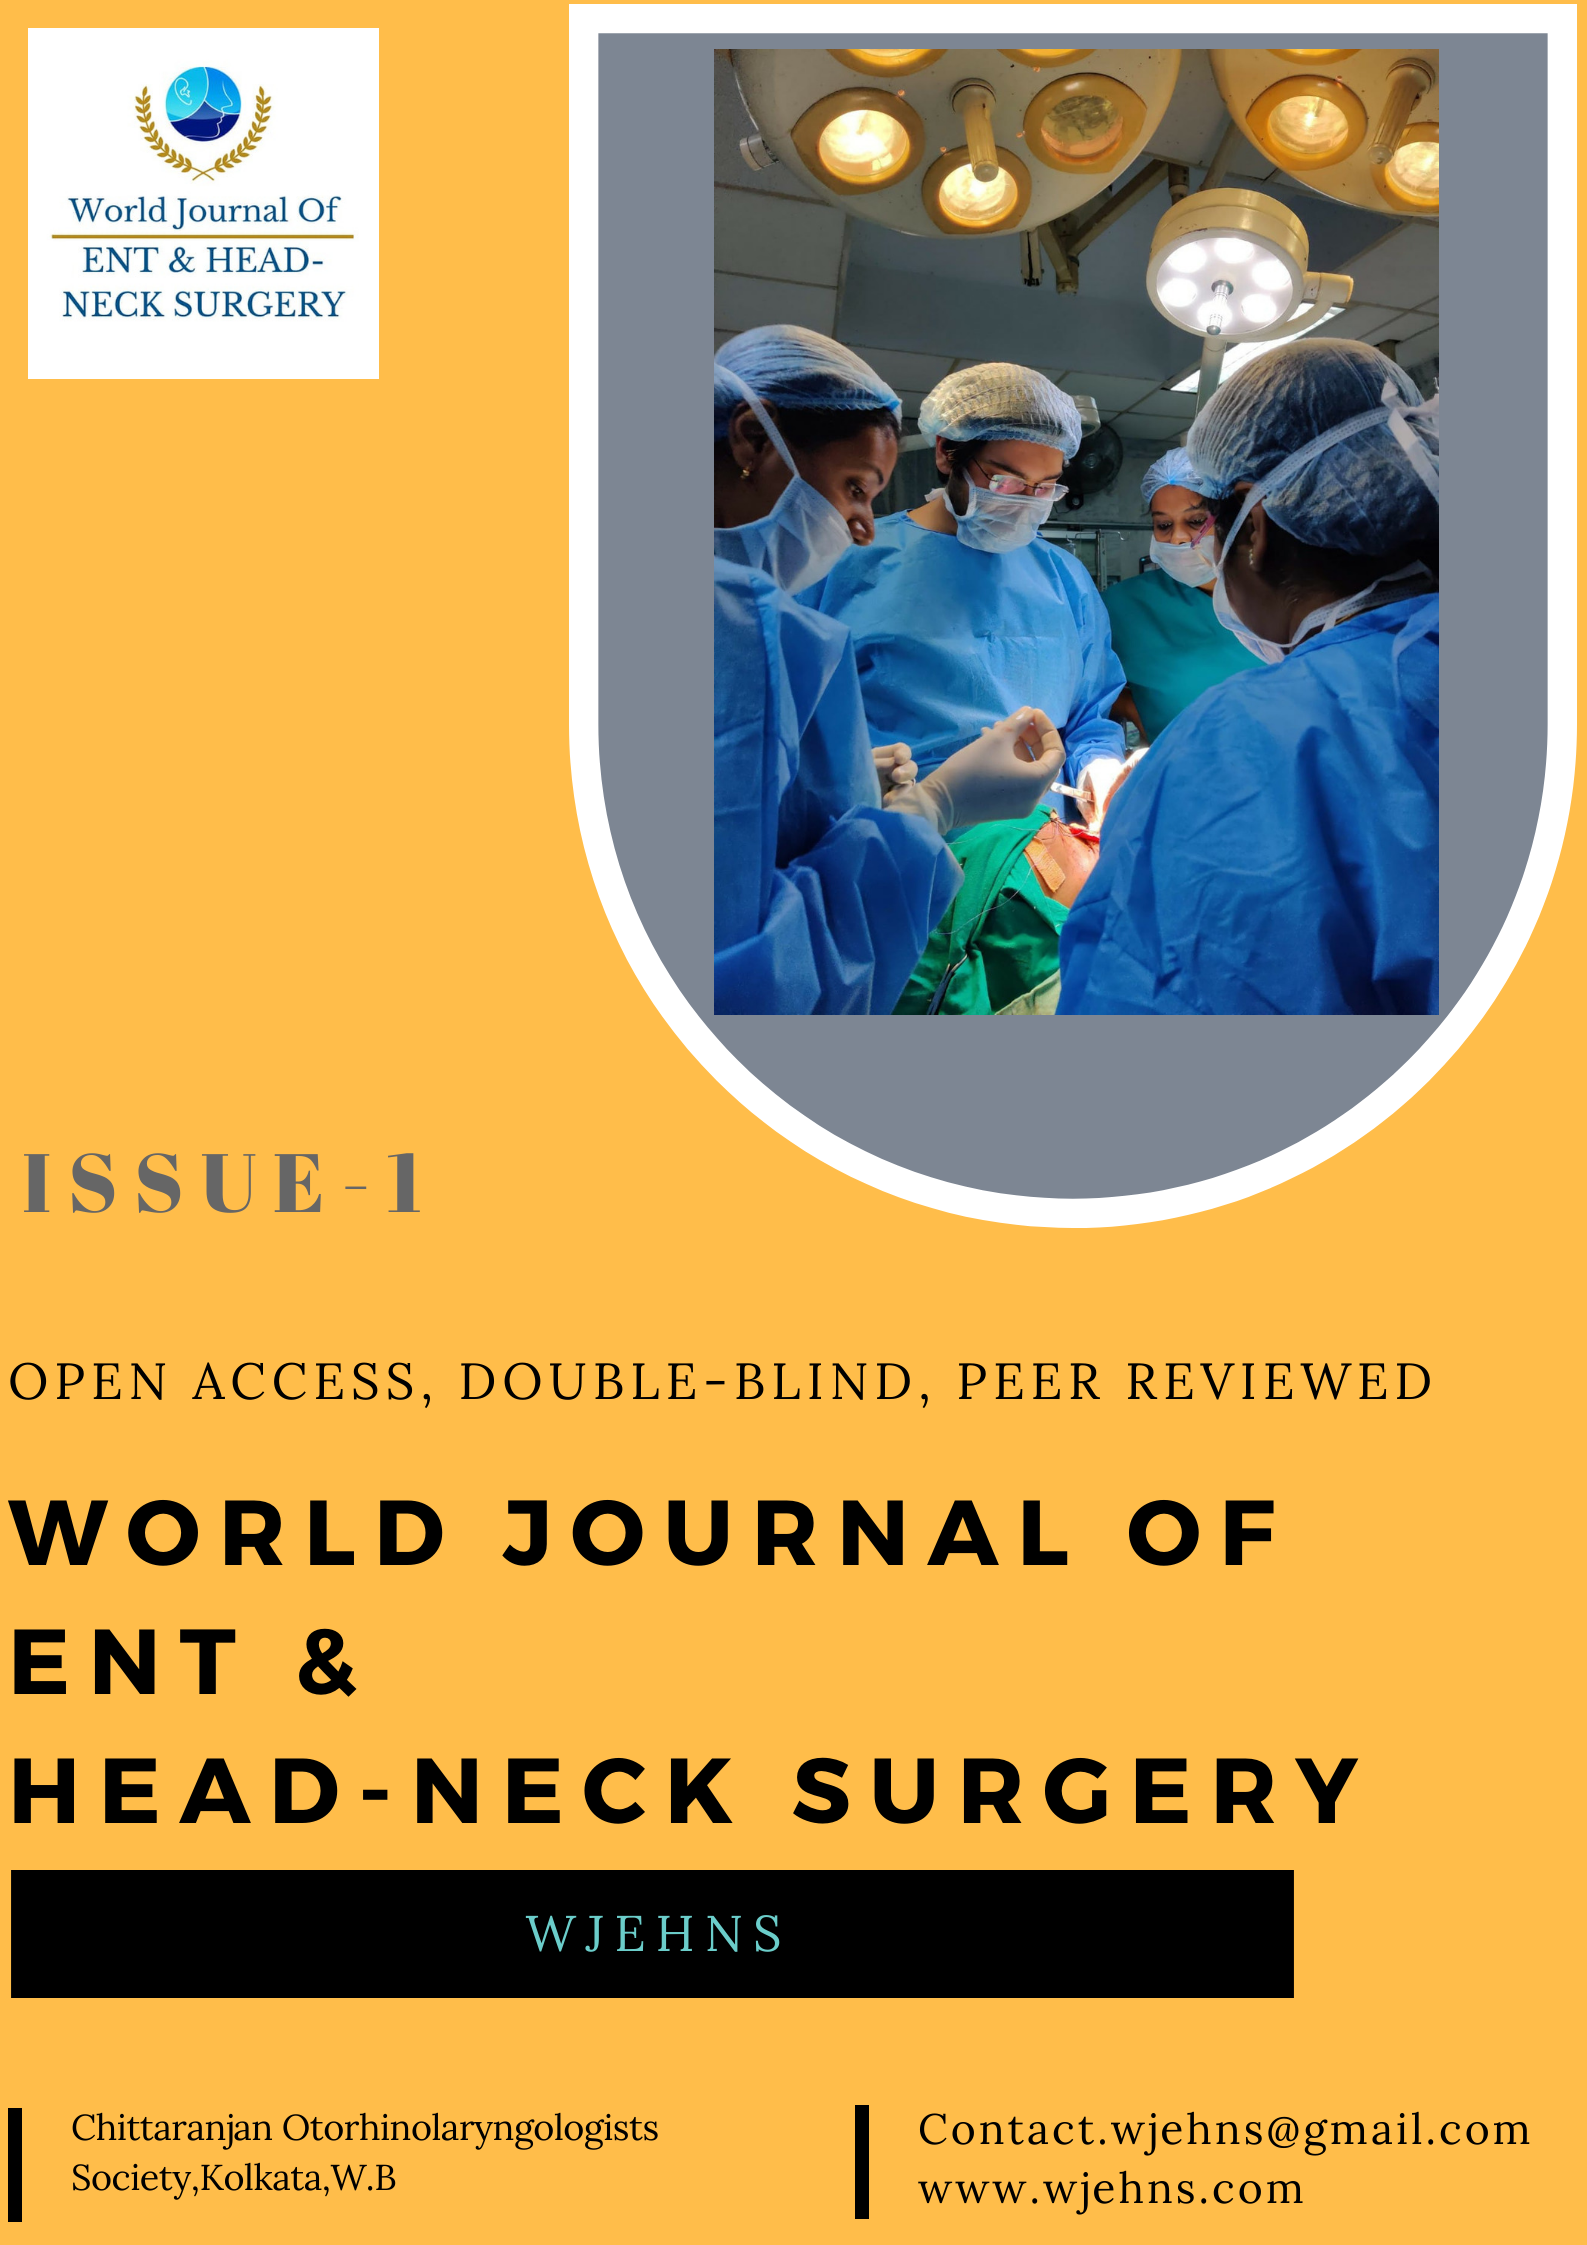 World Journal Of
ENT & HEAD-
NECK SURGERY
ISSUE-1
OPEN ACCESS, DOUBLE-BLIND, PEER REVIEWED
WORLD JOURNAL OF
ENT &
HEAD-NECK SURGERY
WJEHNS
Chittaranjan Otorhinolaryngologists
Society,Kolkata,W.B
Contact.wjehns@gmail.com
www.wjehns.com